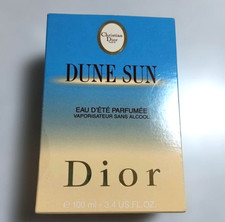 Christian
Dior
DUNE SUN
EAU D'ÉTÉ PARFUMÉE
VAPORISATEUR SANS ALCOOL
Dior
100 ml - 3.4 US FL OZ